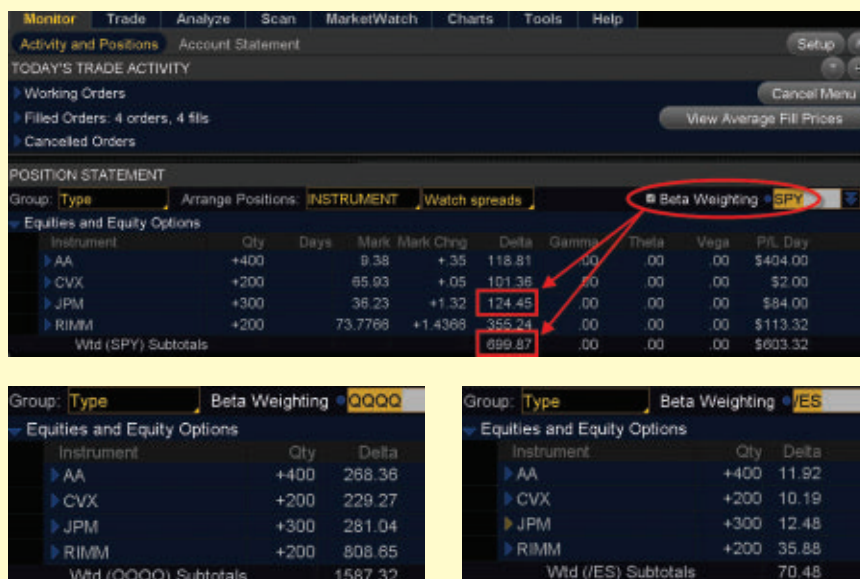 Monitor Trade Analyze Scan MarketWatch Charts Tools Help
Activity and Positions Account Statement Setup
TODAY'S TRADE ACTIVITY
Working Orders Cancel Menu
Filled Orders: 4 orders, 4 fills View Average Fill Prices
Cancelled Orders
POSITION STATEMENT
Group: Type Arrange Positions: INSTRUMENT Watch spreads Beta Weighting SPY
Equities and Equity Options
Instrument Qty Days Mark Mark Chng Delta Gamma Theta Vega P/L Day
AA +400 9.38 +.35 118.81 .00 .00 .00 $404.00
CVX +200 65.93 +.05 101.36 .00 .00 .00 $2.00
JPM +300 36.23 +1.32 124.45 .00 .00 .00 $84.00
RIMM +200 73.7766 +1.4366 355.24 .00 .00 .00 $113.32
Wtd (SPY) Subtotals 699.87 .00 .00 .00 $603.32
Group: Type Beta Weighting QQQQ
Equities and Equity Options
Instrument Qty Delta
AA +400 268.36
CVX +200 229.27
JPM +300 281.04
RIMM +200 808.65
Wtd (QQQQ) Subtotals 1587.32
Group: Type Beta Weighting /ES
Equities and Equity Options
Instrument Qty Delta
AA +400 11.92
CVX +200 10.19
JPM +300 12.48
RIMM +200 35.88
Wtd (/ES) Subtotals 70.48